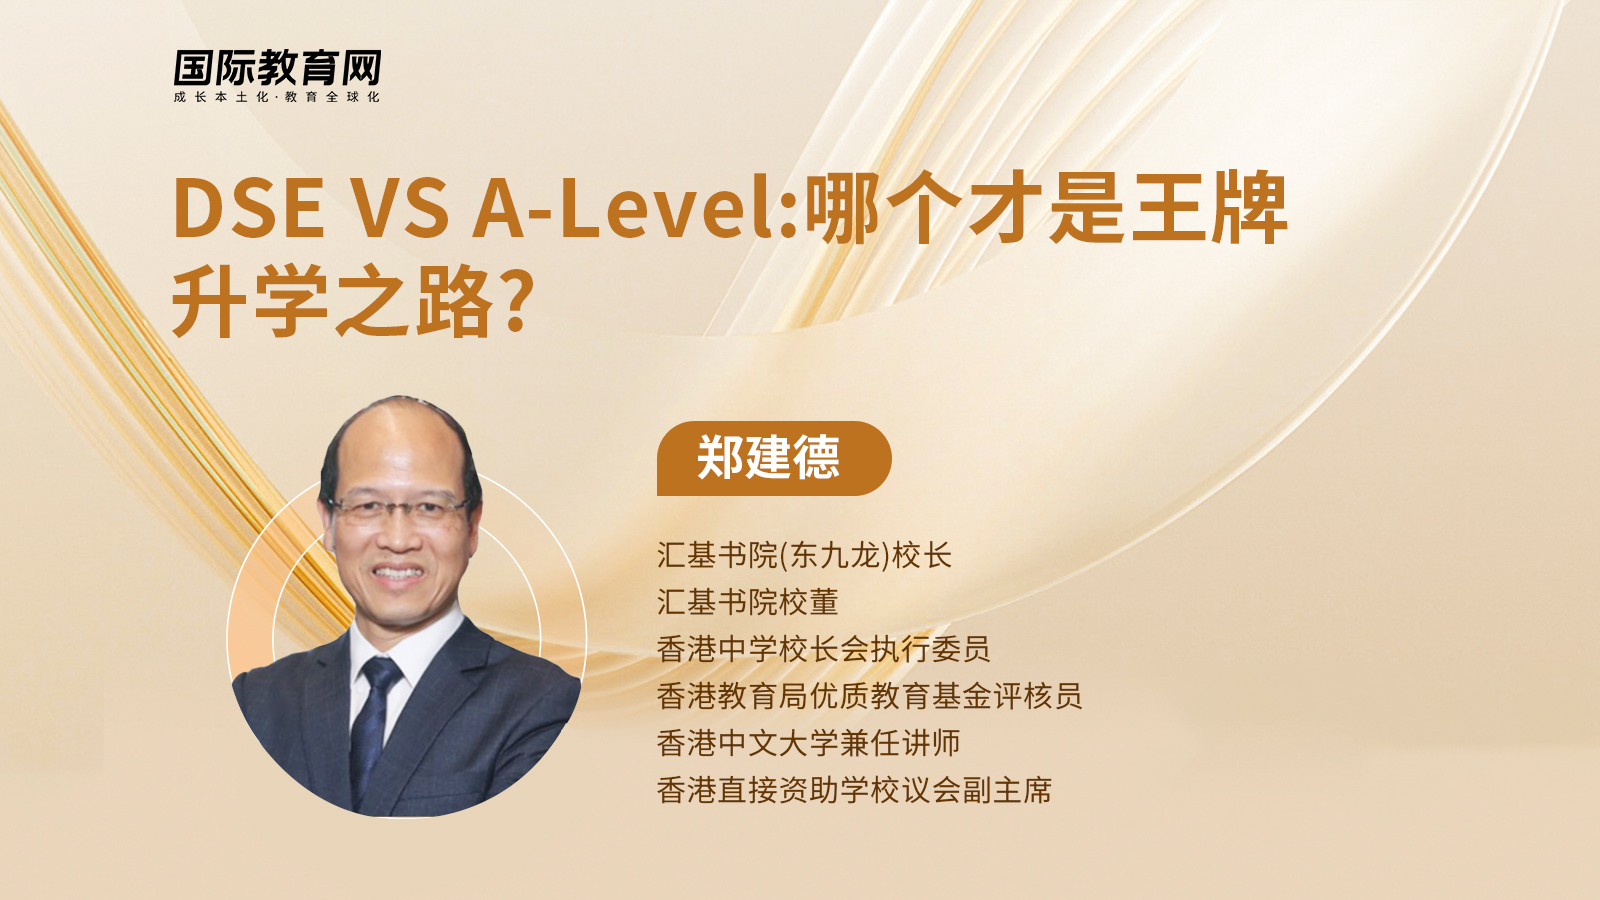 国际教育网
成长本土化·教育全球化
DSE VS A-Level:哪个才是王牌
升学之路?
郑建德
汇基书院(东九龙)校长
汇基书院校董
香港中学校长会执行委员
香港教育局优质教育基金评核员
香港中文大学兼任讲师
香港直接资助学校议会副主席